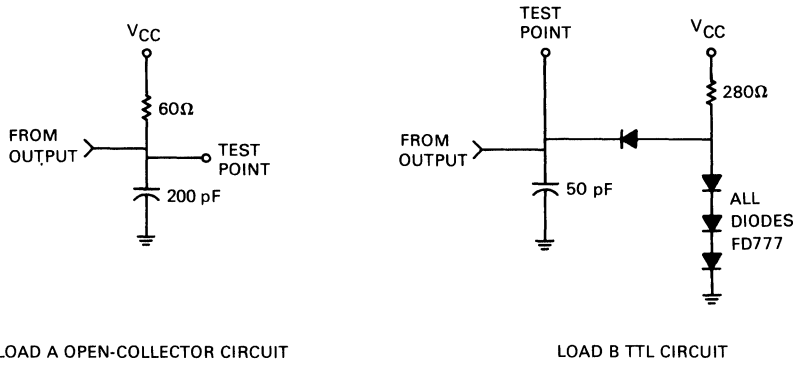 VCC
60Ω
FROM
OUTPUT
TEST
POINT
200 pF
LOAD A OPEN-COLLECTOR CIRCUIT
TEST
POINT
VCC
280Ω
FROM
OUTPUT
50 pF
ALL
DIODES
FD777
LOAD B TTL CIRCUIT